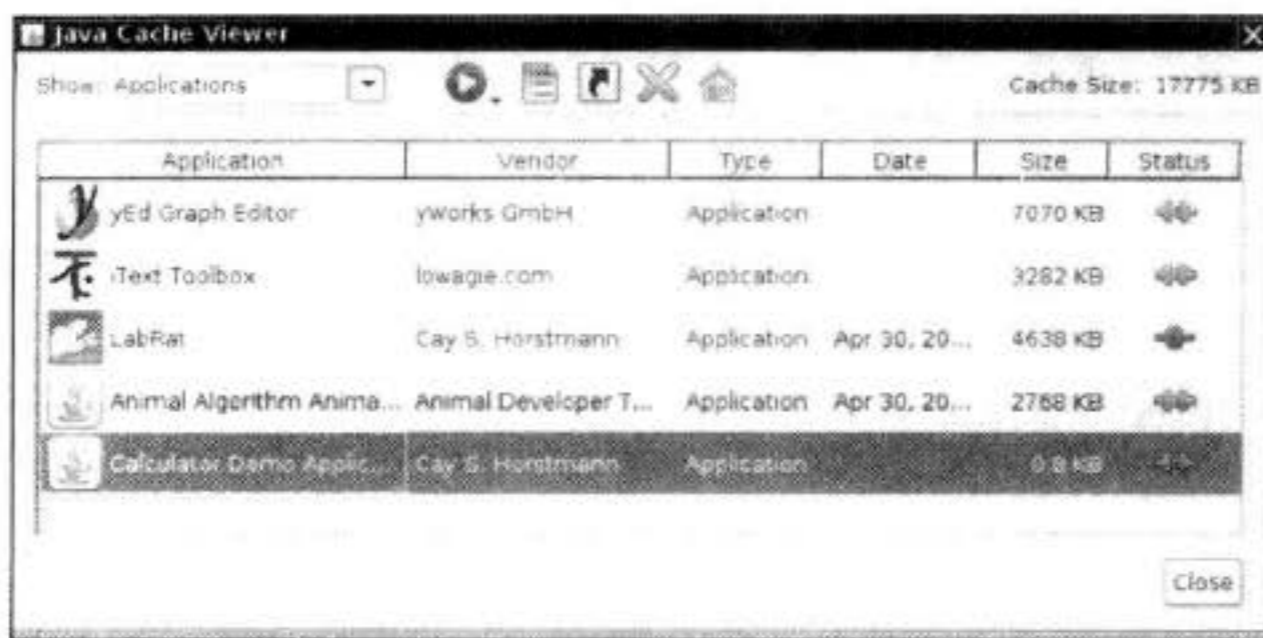 Java Cache Viewer
Show: Applications
Cache Size: 17775 KB
Application Vendor Type Date Size Status
yEd Graph Editor yWorks GmbH Application 7070 KB
iText Toolbox lowagie.com Application 3282 KB
LabRat Cay S. Horstmann Application Apr 30, 20... 4638 KB
Animal Algorithm Anima... Animal Developer T... Application Apr 30, 20... 2768 KB
Calculator Demo Applic... Cay S. Horstmann Application 0.8 KB
Close